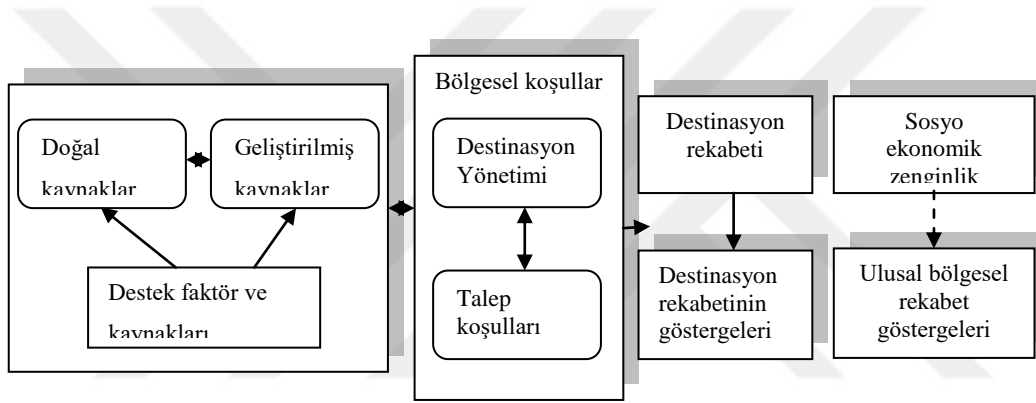 Doğal
kaynaklar
Geliştirilmiş
kaynaklar
Destek faktör ve
kaynakları
Bölgesel koşullar
Destinasyon
Yönetimi
Talep
koşulları
Destinasyon
rekabeti
Destinasyon
rekabetinin
göstergeleri
Sosyo
ekonomik
zenginlik
Ulusal bölgesel
rekabet
göstergeleri